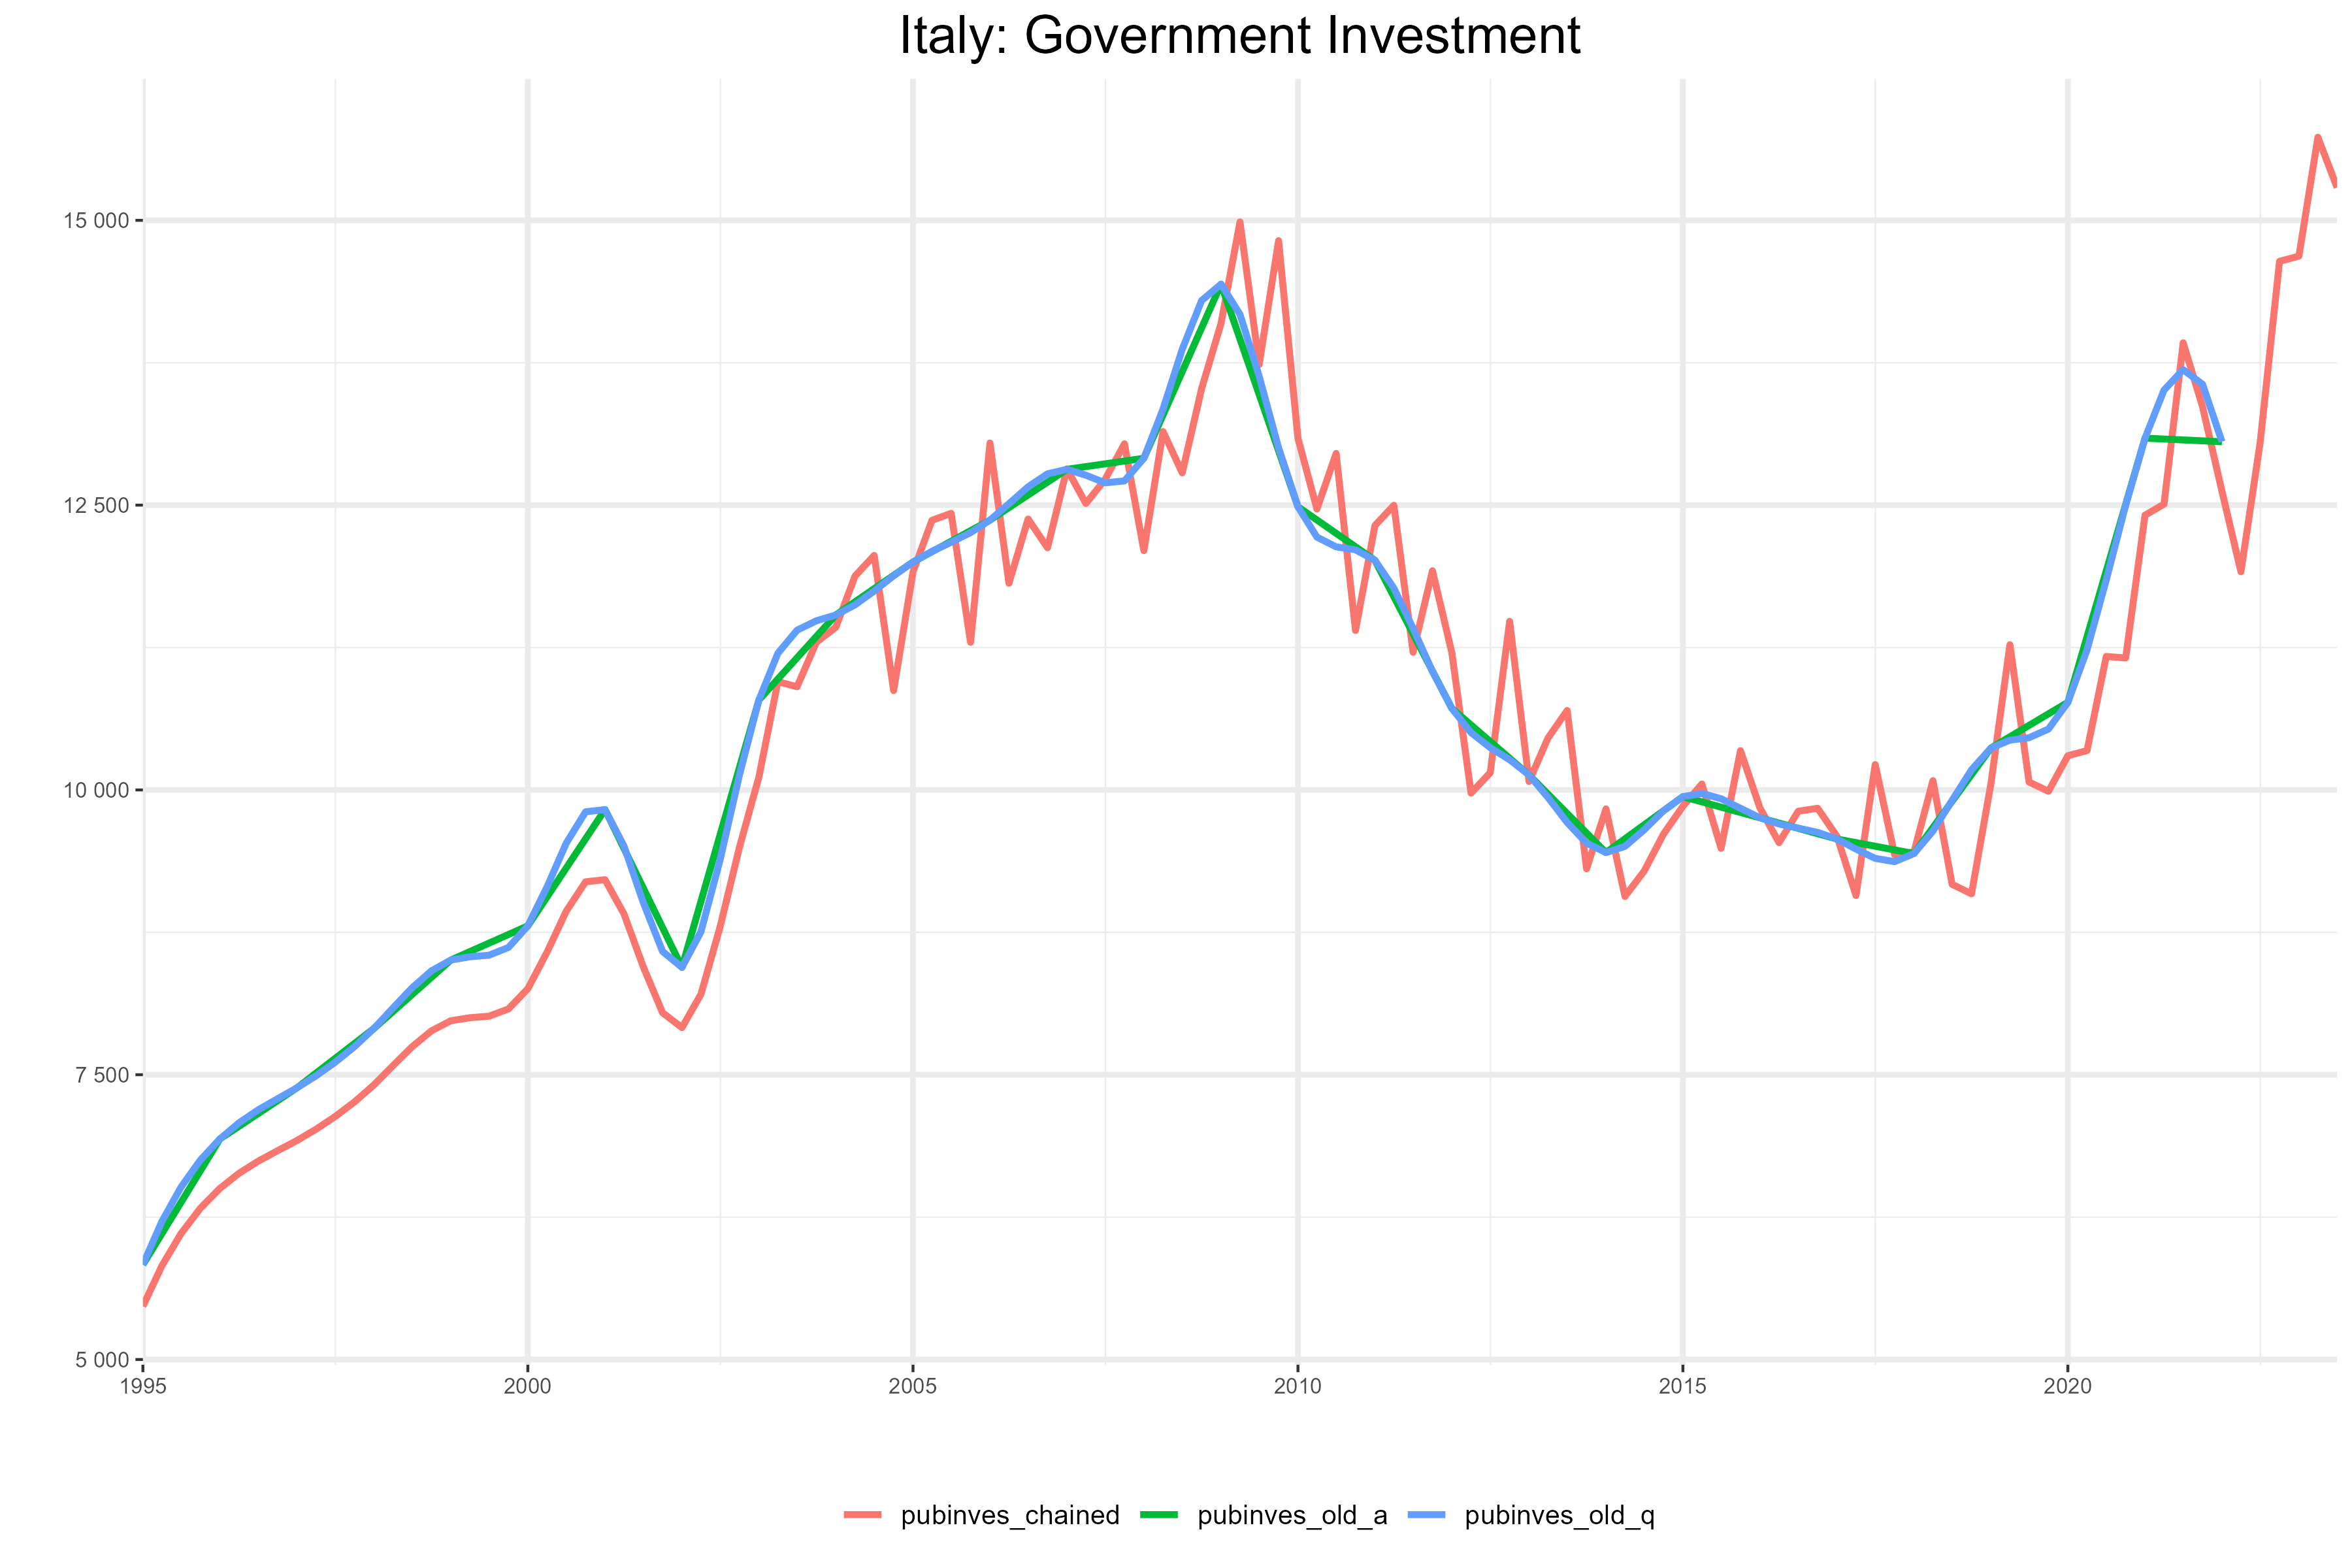 Italy: Government Investment
15 000
12 500
10 000
7 500
5 000
1995 2000 2005 2010 2015 2020
pubinves_chained pubinves_old_a pubinves_old_q